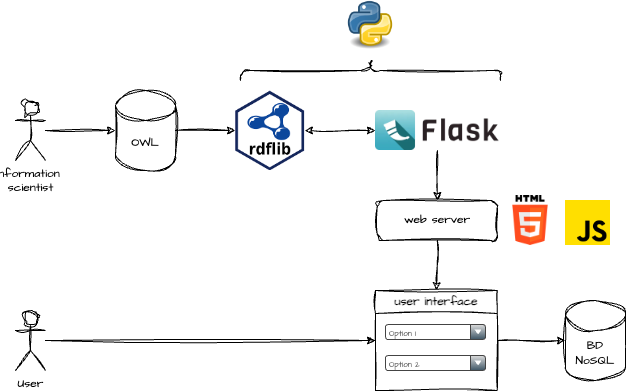 OWL
rdflib
Flask
nformation
scientist
web server
HTML
5
JS
user interface
Option 1
Option 2
User
BD
NoSQL